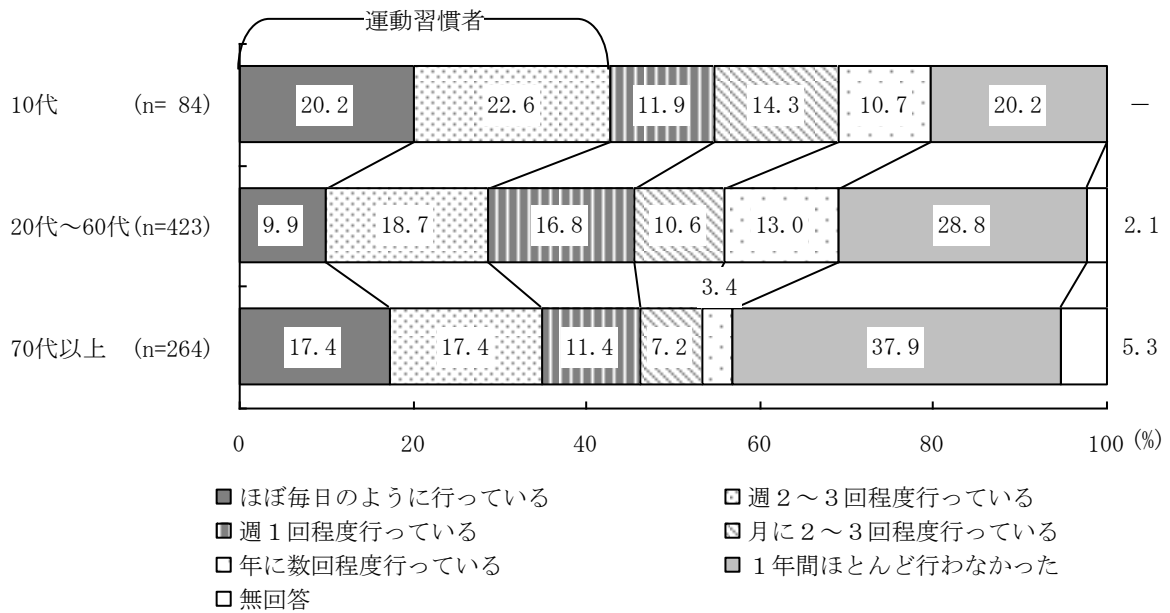 運動習慣者
10代 (n= 84) 20.2 22.6 11.9 14.3 10.7 20.2 －
20代～60代(n=423) 9.9 18.7 16.8 10.6 13.0 28.8 2.1
3.4
70代以上 (n=264) 17.4 17.4 11.4 7.2 37.9 5.3
0 20 40 60 80 100 (%)
ほぼ毎日のように行っている 週２～３回程度行っている
週１回程度行っている 月に２～３回程度行っている
年に数回程度行っている １年間ほとんど行わなかった
無回答